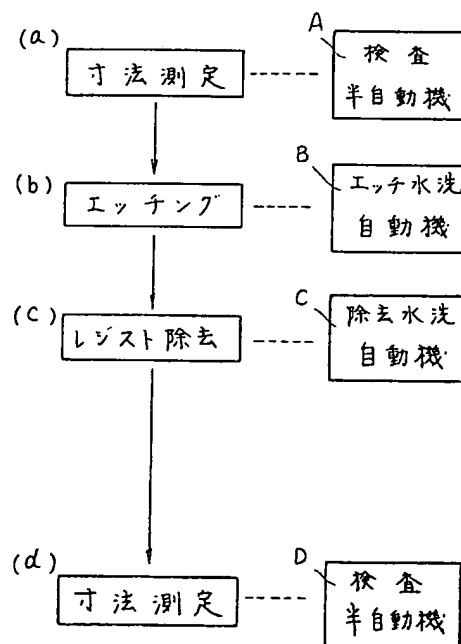 (a)
寸法測定
A
検査
半自動機
(b)
エッチング
B
エッチ水洗
自動機
(C)
レジスト除去
C
除去水洗
自動機
(d)
寸法測定
D
検査
半自動機